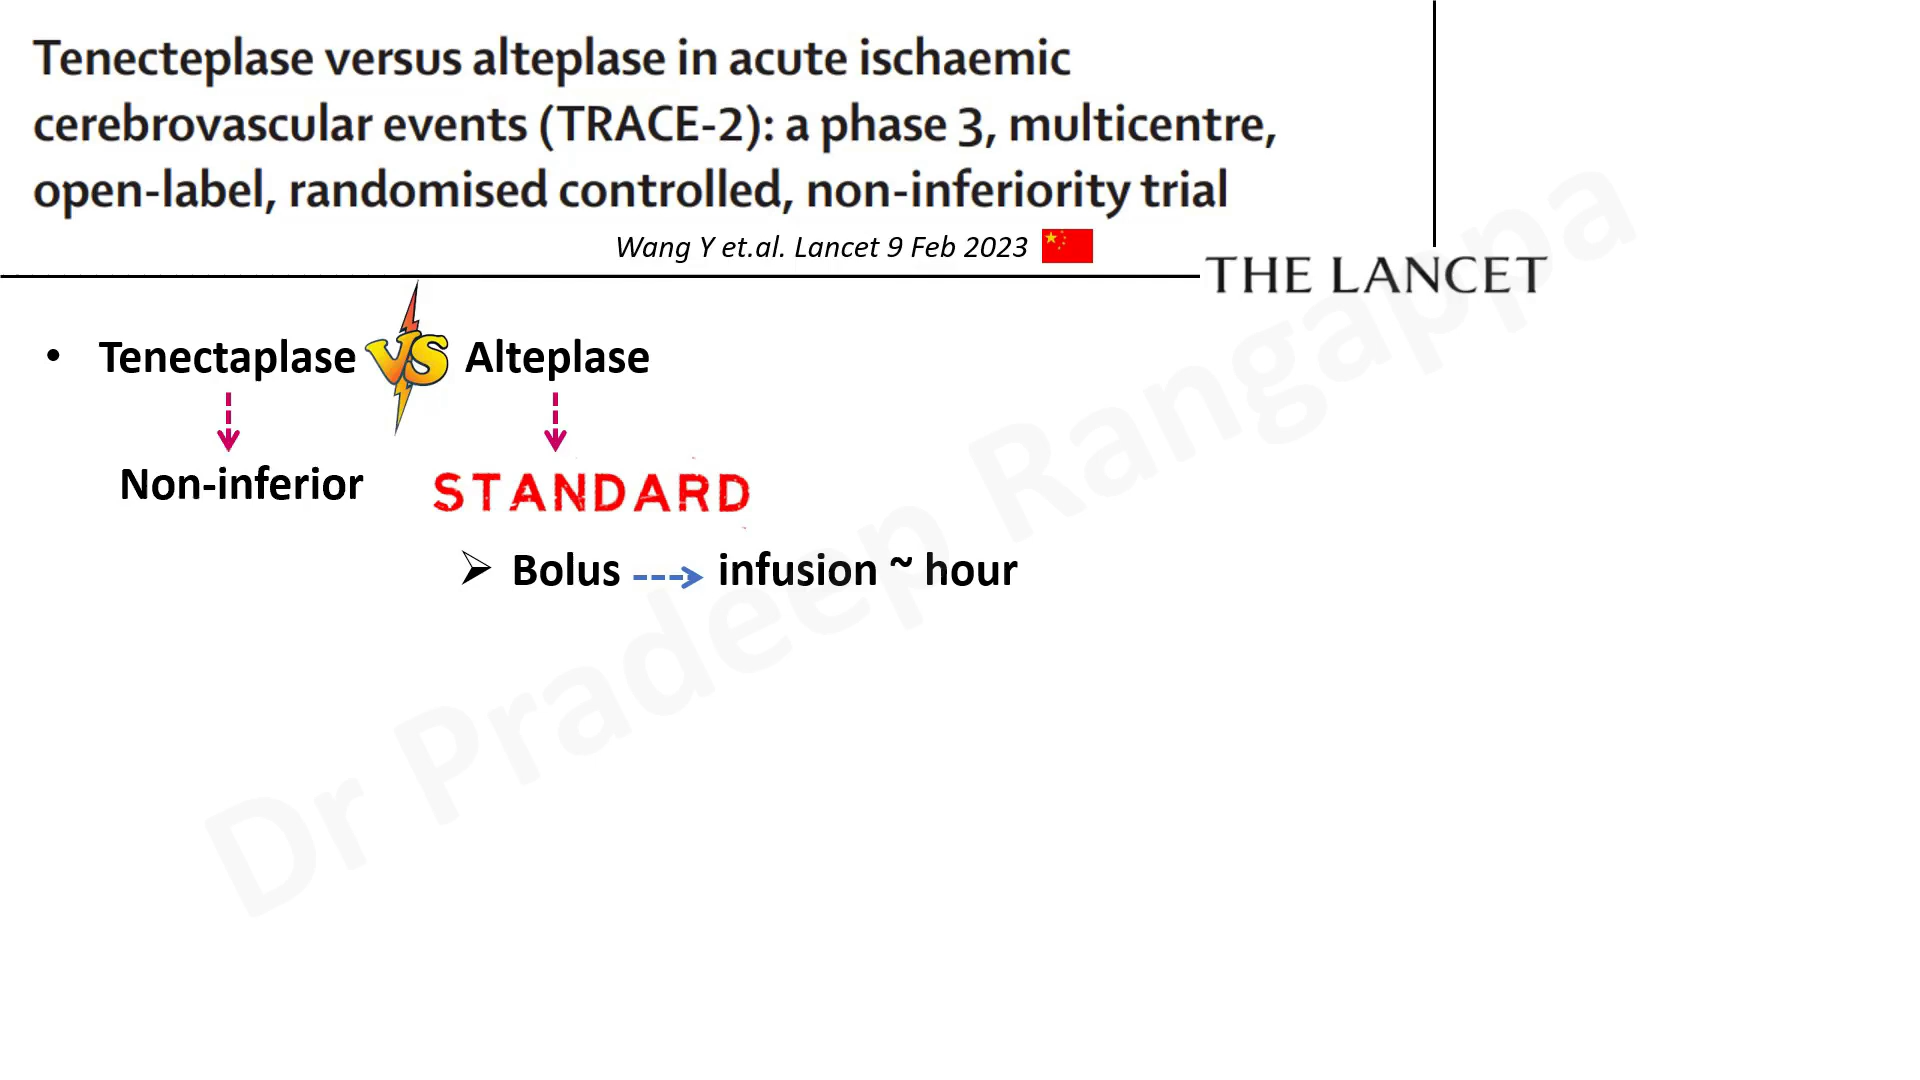 Tenecteplase versus alteplase in acute ischaemic
cerebrovascular events (TRACE-2): a phase 3, multicentre,
open-label, randomised controlled, non-inferiority trial
Wang Y et.al. Lancet 9 Feb 2023
THE LANCET
• Tenectaplase VS Alteplase
Non-inferior STANDARD
➢ Bolus infusion ~ hour
Dr Pradeep Rangappa